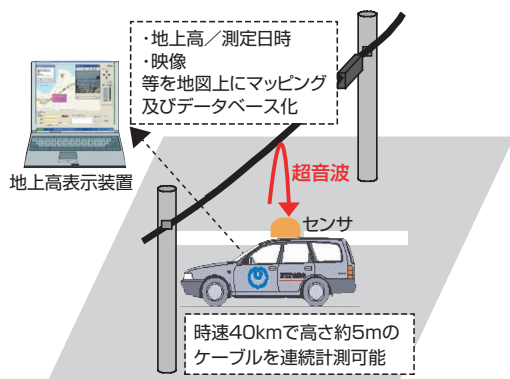 ・地上高／測定日時
・映像
等を地図上にマッピング
及びデータベース化
地上高表示装置
超音波
センサ
時速40kmで高さ約5mの
ケーブルを連続計測可能